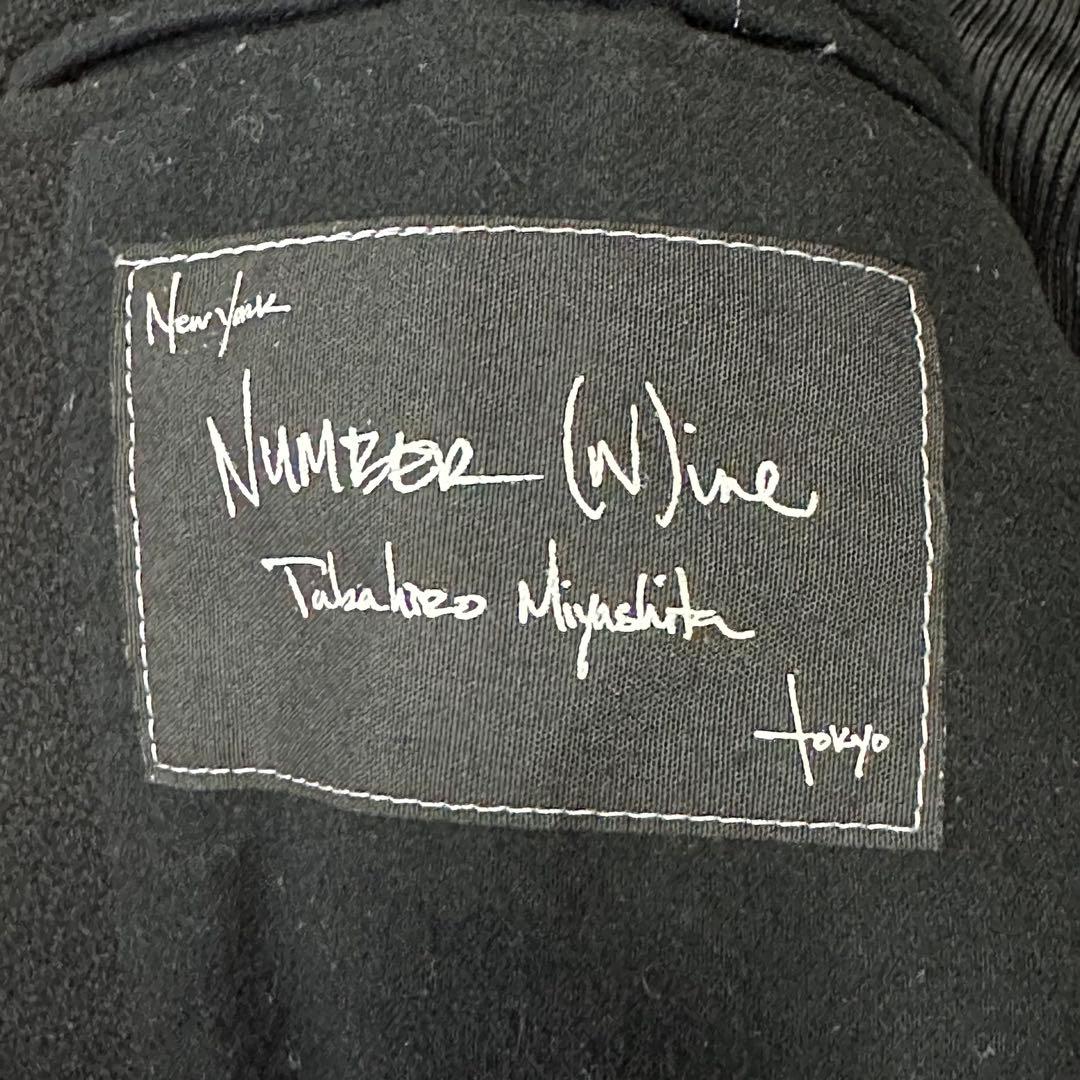 New York
NUMBER (N)ine
Takahiro Miyashita
tokyo